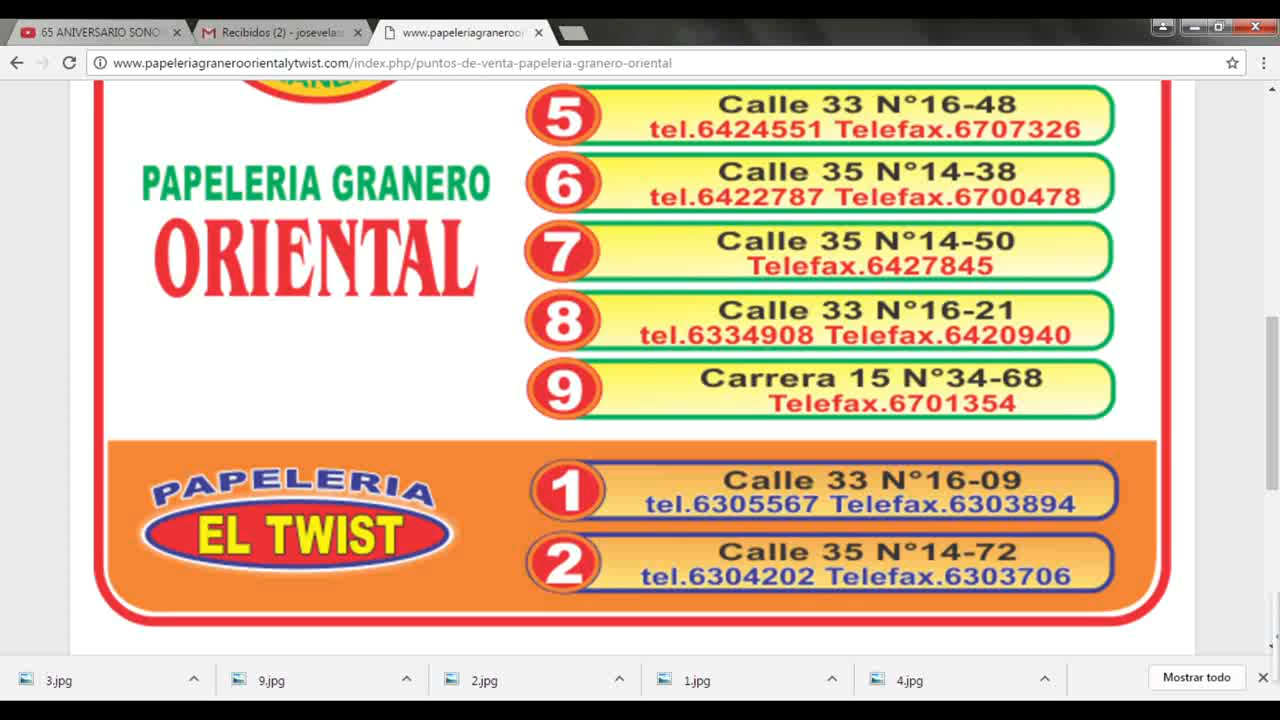 65 ANIVERSARIO SONO
Recibidos (2) - josevela
www.papeleriagraneroor
www.papeleriagranerоorientalytwist.com/index.php/puntos-de-venta-papeleria-granero-oriental
PAPELERIA GRANERO
ORIENTAL
5
Calle 33 N°16-48
tel.6424551 Telefax.6707326
6
Calle 35 N°14-38
tel.6422787 Telefax.6700478
7
Calle 35 N°14-50
Telefax.6427845
8
Calle 33 N°16-21
tel.6334908 Telefax.6420940
9
Carrera 15 N°34-68
Telefax.6701354
PAPELERIA
EL TWIST
1
Calle 33 N°16-09
tel.6305567 Telefax.6303894
2
Calle 35 N°14-72
tel.6304202 Telefax.6303706
3.jpg
9.jpg
2.jpg
1.jpg
4.jpg
Mostrar todo